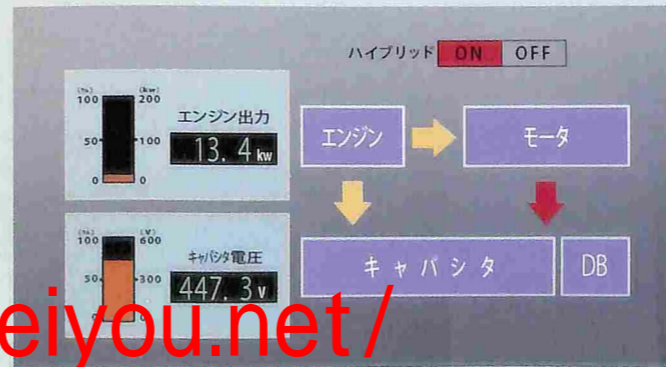 ハイブリッド ON OFF
(%) (kw)
100 200
50 100
0 0
エンジン出力
13.4 kw
エンジン
モータ
(%) (V)
100 600
50 300
0
キャパシタ電圧
447.3 v
キャパシタ
DB
eiyou.net/